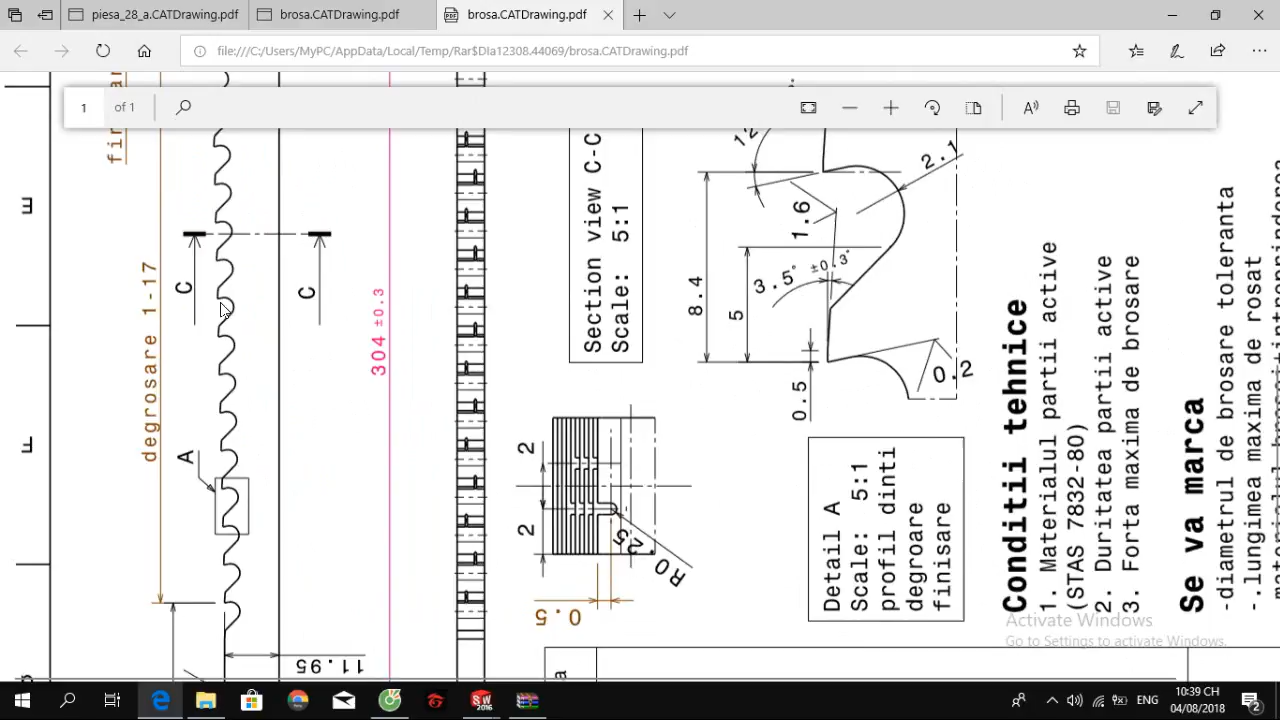 piesa_28_a.CATDrawing.pdf
brosa.CATDrawing.pdf
brosa.CATDrawing.pdf
file:///C:/Users/MyPC/AppData/Local/Temp/Rar$DIa12308.44069/brosa.CATDrawing.pdf
1 of 1
degrosare 1-17
A
C
C
304 ±0.3
11.95
E
F
Section view C-C
Scale: 5:1
2
2
R0.25
0.5
8.4
5
0.5
3.5° ±0.3°
1.6
2.1
0.2
Detail A
Scale: 5:1
profil dinti
degroare
finisare
Conditii tehnice
1. Materialul partii active
(STAS 7832-80)
2. Duritatea partii active
3. Forta maxima de brosare
Se va marca
-diametrul de brosare toleranta
-.lungimea maxima de rosat
Activate Windows
Go to Settings to activate Windows.
ENG
10:39 CH
04/08/2018
2
SW
2016